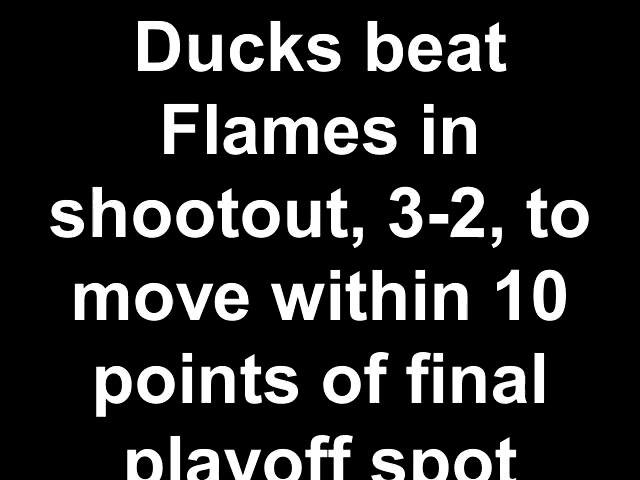 Ducks beat
Flames in
shootout, 3-2, to
move within 10
points of final
playoff spot